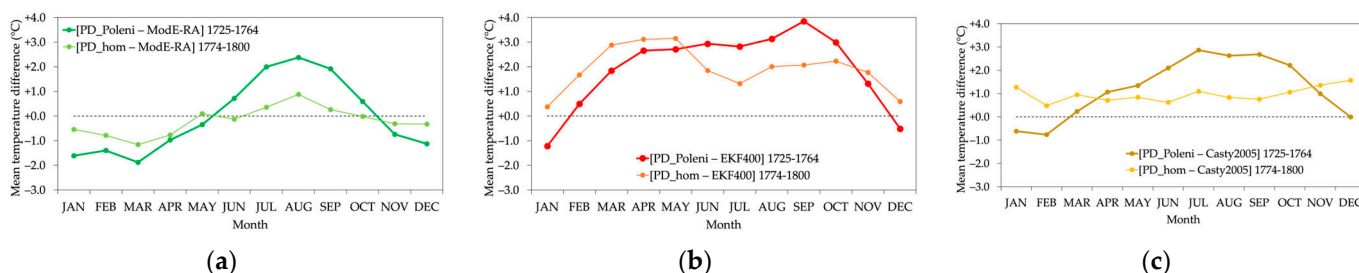 Mean temperature difference (°C)
+4.0
+3.0
+2.0
+1.0
+0.0
−1.0
−2.0
−3.0
[PD_Poleni – ModE-RA] 1725-1764
[PD_hom – ModE-RA] 1774-1800
JAN FEB MAR APR MAY JUN JUL AUG SEP OCT NOV DEC
Month
(a)
Mean temperature difference (°C)
+4.0
+3.0
+2.0
+1.0
+0.0
−1.0
−2.0
−3.0
[PD_Poleni – EKF400] 1725-1764
[PD_hom – EKF400] 1774-1800
JAN FEB MAR APR MAY JUN JUL AUG SEP OCT NOV DEC
Month
(b)
Mean temperature difference (°C)
+4.0
+3.0
+2.0
+1.0
+0.0
−1.0
−2.0
−3.0
[PD_Poleni – Casty2005] 1725-1764
[PD_hom – Casty2005] 1774-1800
JAN FEB MAR APR MAY JUN JUL AUG SEP OCT NOV DEC
Month
(c)